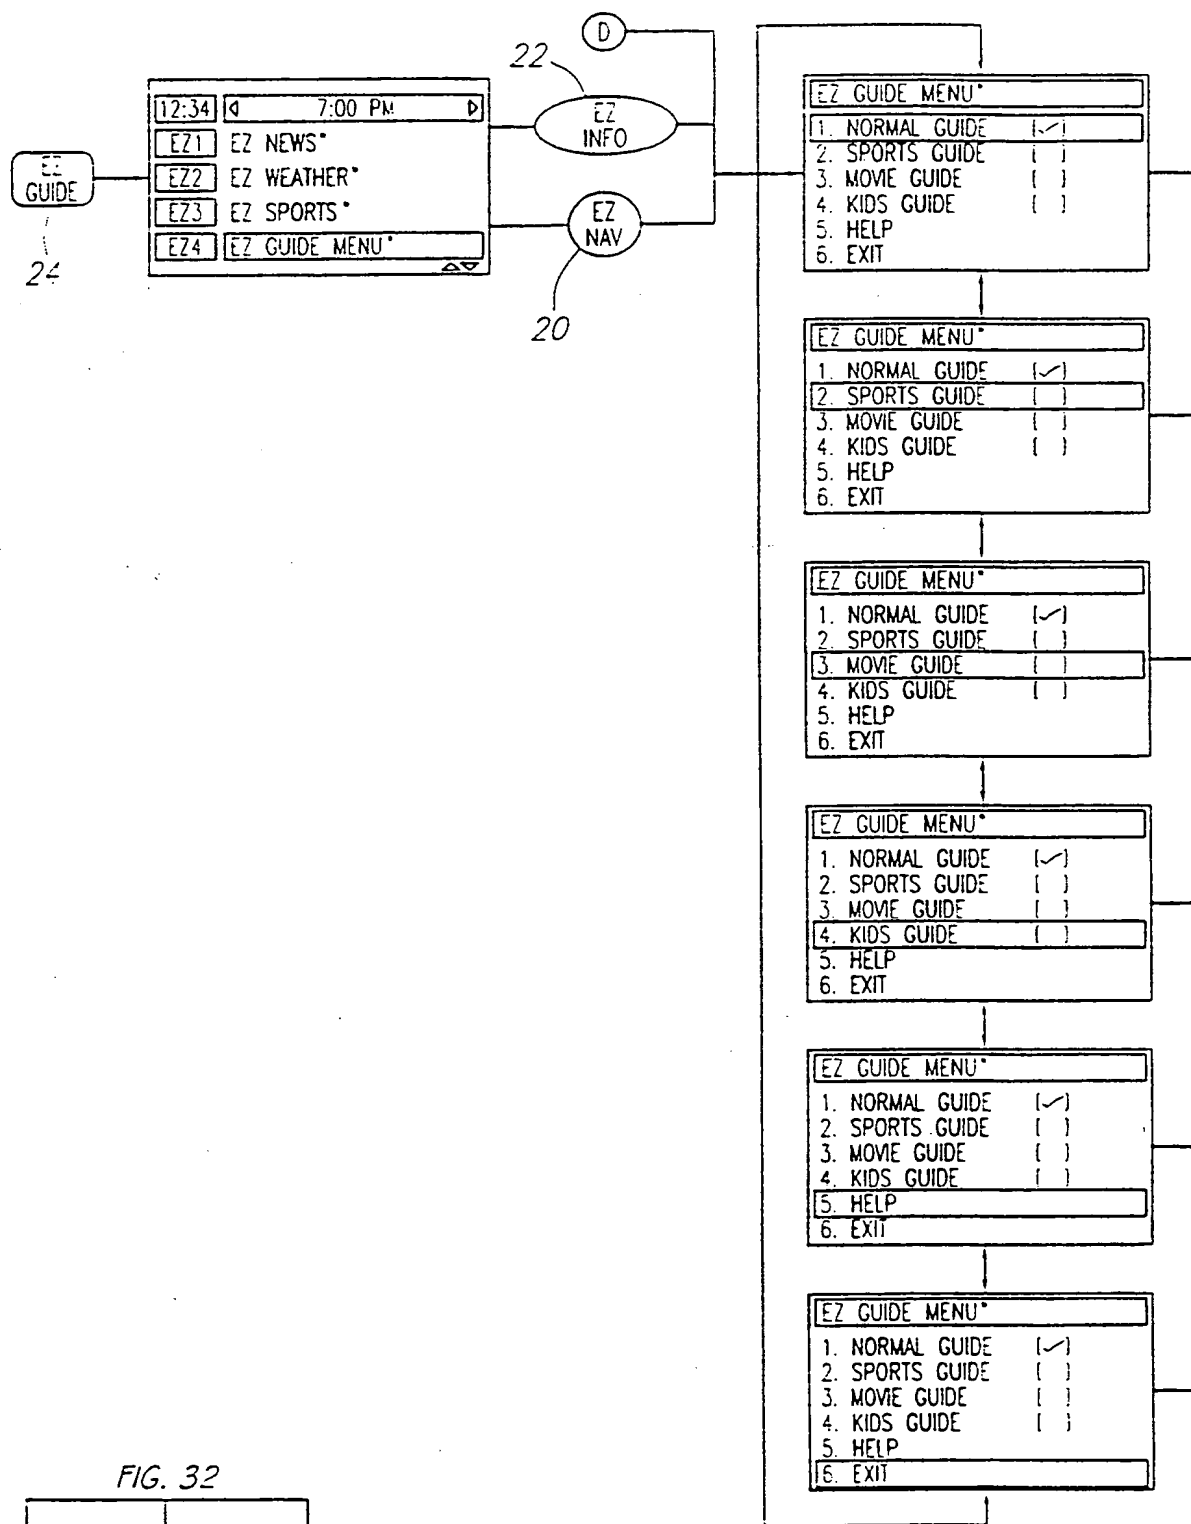 D
22
EZ
INFO
12:34 7:00 PM
EZ1 EZ NEWS*
EZ2 EZ WEATHER*
EZ3 EZ SPORTS*
EZ4 EZ GUIDE MENU*
EZ
GUIDE
24
EZ
NAV
20
EZ GUIDE MENU*
1. NORMAL GUIDE [✓]
2. SPORTS GUIDE [ ]
3. MOVIE GUIDE [ ]
4. KIDS GUIDE [ ]
5. HELP
6. EXIT
EZ GUIDE MENU*
1. NORMAL GUIDE [✓]
2. SPORTS GUIDE [ ]
3. MOVIE GUIDE [ ]
4. KIDS GUIDE [ ]
5. HELP
6. EXIT
EZ GUIDE MENU*
1. NORMAL GUIDE [✓]
2. SPORTS GUIDE [ ]
3. MOVIE GUIDE [ ]
4. KIDS GUIDE [ ]
5. HELP
6. EXIT
EZ GUIDE MENU*
1. NORMAL GUIDE [✓]
2. SPORTS GUIDE [ ]
3. MOVIE GUIDE [ ]
4. KIDS GUIDE [ ]
5. HELP
6. EXIT
EZ GUIDE MENU*
1. NORMAL GUIDE [✓]
2. SPORTS GUIDE [ ]
3. MOVIE GUIDE [ ]
4. KIDS GUIDE [ ]
5. HELP
6. EXIT
EZ GUIDE MENU*
1. NORMAL GUIDE [✓]
2. SPORTS GUIDE [ ]
3. MOVIE GUIDE [ ]
4. KIDS GUIDE [ ]
5. HELP
6. EXIT
FIG. 32